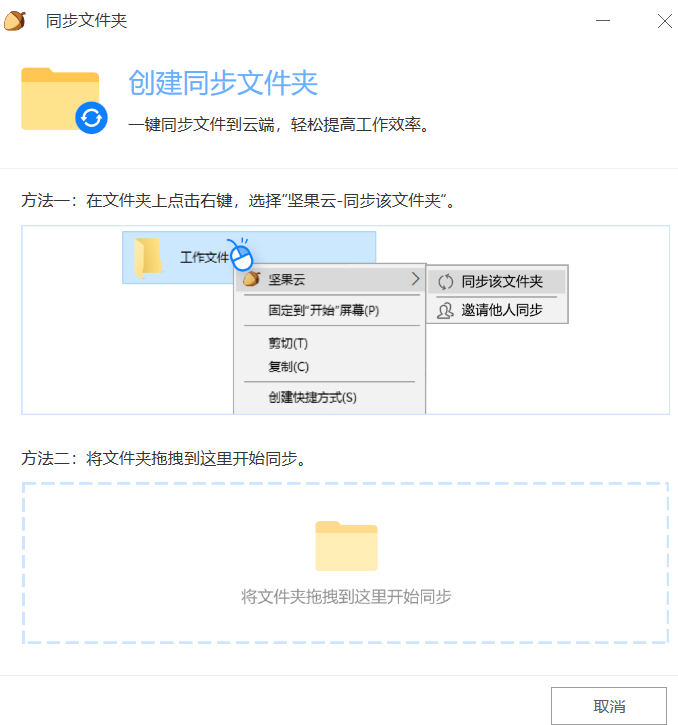 同步文件夹
创建同步文件夹
一键同步文件到云端，轻松提高工作效率。
方法一：在文件夹上点击右键，选择”坚果云-同步该文件夹“。
工作文件
坚果云
同步该文件夹
邀请他人同步
固定到"开始"屏幕(P)
剪切(T)
复制(C)
创建快捷方式(S)
方法二：将文件夹拖拽到这里开始同步。
将文件夹拖拽到这里开始同步
取消